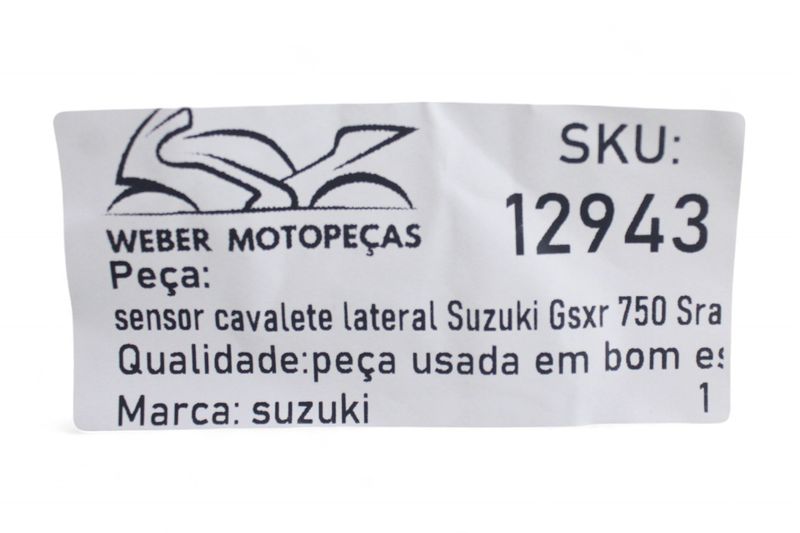 SKU:
12943
WEBER MOTOPEÇAS
Peça:
sensor cavalete lateral Suzuki Gsxr 750 Sra
Qualidade:peça usada em bom es
Marca: suzuki
1